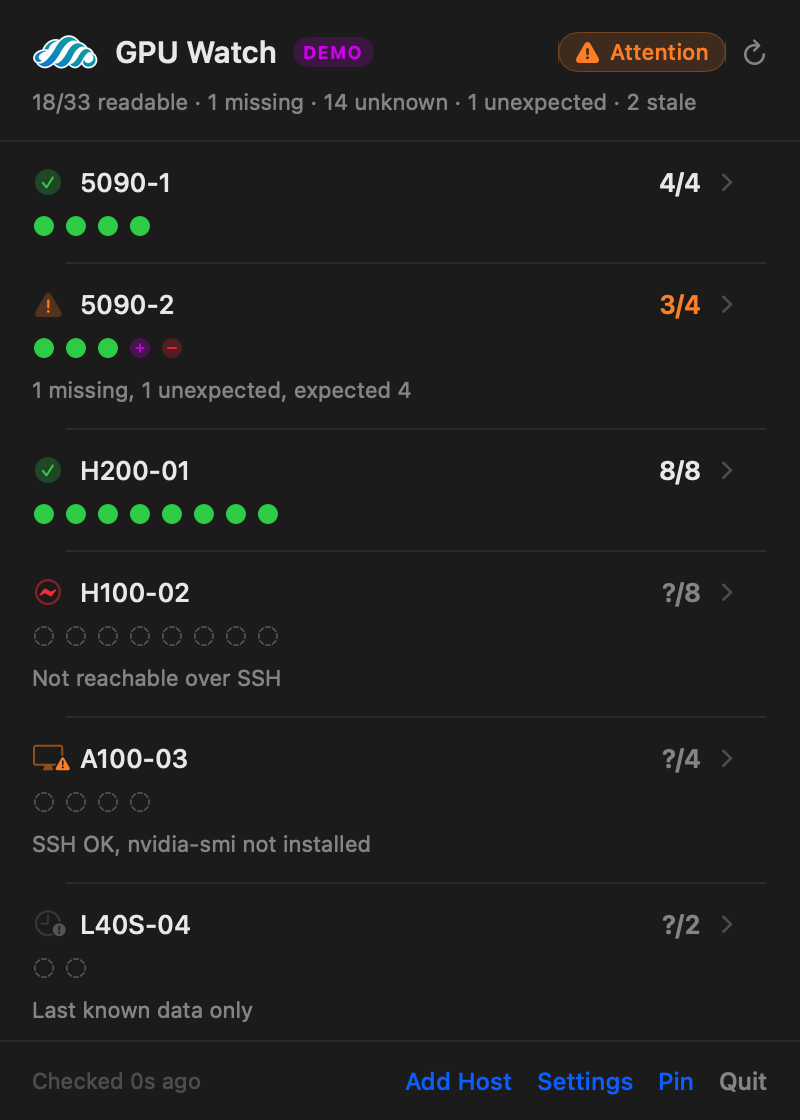 GPU Watch DEMO Attention
18/33 readable · 1 missing · 14 unknown · 1 unexpected · 2 stale
5090-1 4/4
5090-2 3/4
1 missing, 1 unexpected, expected 4
H200-01 8/8
H100-02 ?/8
Not reachable over SSH
A100-03 ?/4
SSH OK, nvidia-smi not installed
L40S-04 ?/2
Last known data only
Checked 0s ago Add Host Settings Pin Quit